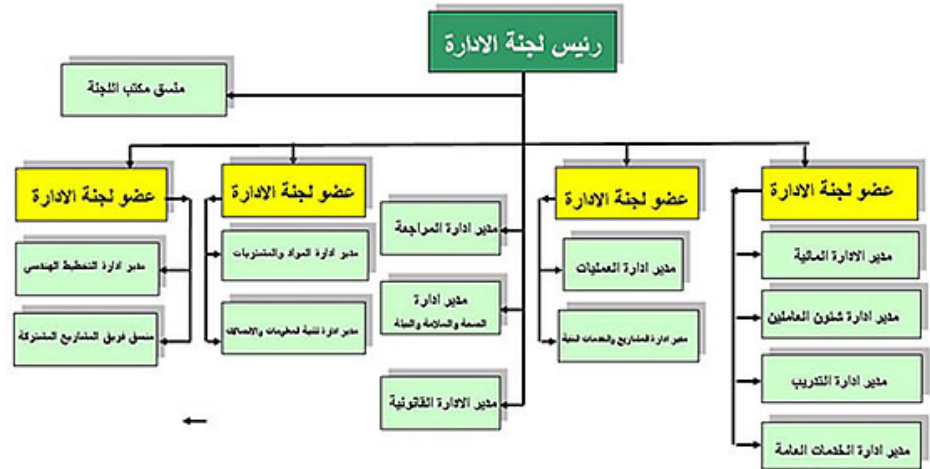 رئيس لجنة الادارة
منسق مكتب اللجنة
عضو لجنة الادارة
عضو لجنة الادارة
عضو لجنة الادارة
عضو لجنة الادارة
مدير الادارة المالية
مدير ادارة شئون العاملين
مدير ادارة التدريب
مدير ادارة الخدمات العامة
مدير ادارة العمليات
مدير ادارة المشاريع والخدمات الفنية
مدير ادارة المراجعة
مدير ادارة
الصحة والسلامة والبيئة
مدير الادارة القانونية
مدير ادارة المواد والمشتريات
مدير ادارة تقنية المعلومات والاتصالات
مدير ادارة التخطيط الهندسي
منسق فريق المشاريع المشتركة